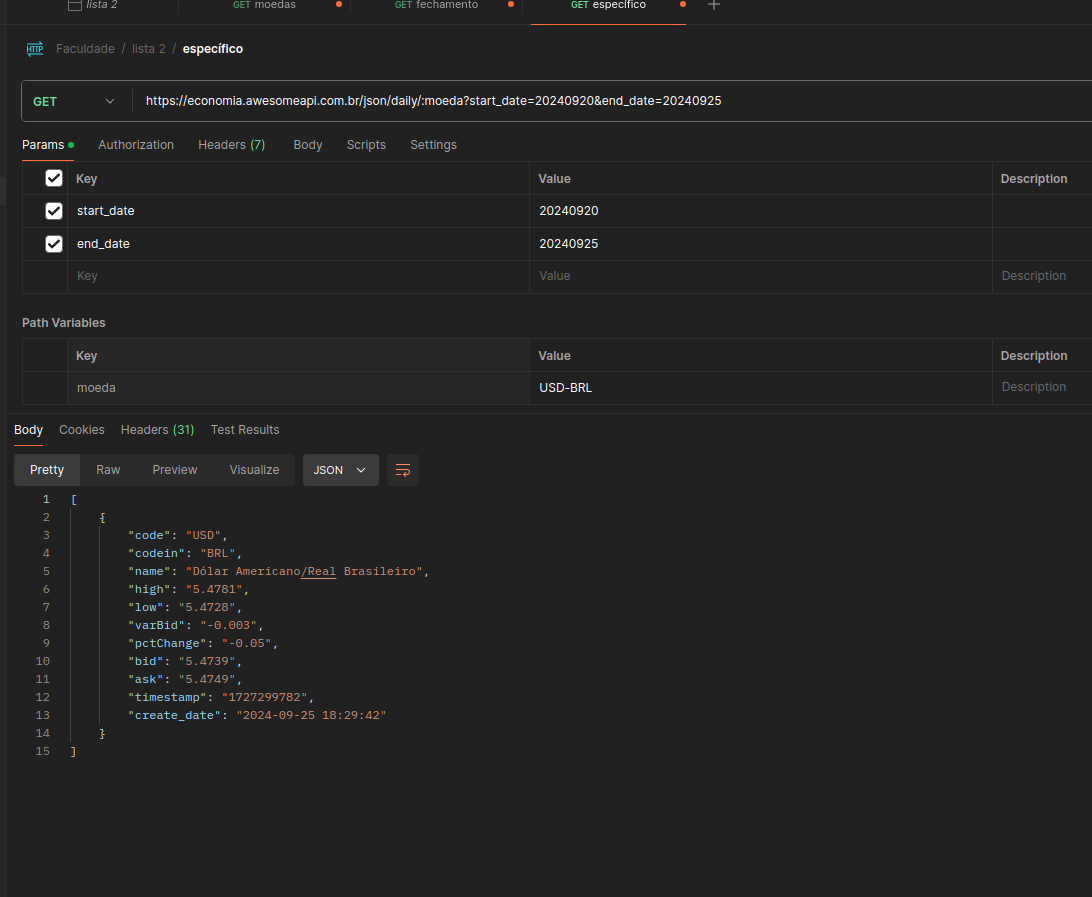 lista 2 GET moedas GET fechamento GET específico
HTTP Faculdade / lista 2 / específico
GET https://economia.awesomeapi.com.br/json/daily/:moeda?start_date=20240920&end_date=20240925
Params Authorization Headers (7) Body Scripts Settings
Key Value Description
start_date 20240920
end_date 20240925
Key Value Description
Path Variables
Key Value Description
moeda USD-BRL Description
Body Cookies Headers (31) Test Results
Pretty Raw Preview Visualize JSON
1 [
2 {
3 "code": "USD",
4 "codein": "BRL",
5 "name": "Dólar Americano/Real Brasileiro",
6 "high": "5.4781",
7 "low": "5.4728",
8 "varBid": "-0.003",
9 "pctChange": "-0.05",
10 "bid": "5.4739",
11 "ask": "5.4749",
12 "timestamp": "1727299782",
13 "create_date": "2024-09-25 18:29:42"
14 }
15 ]